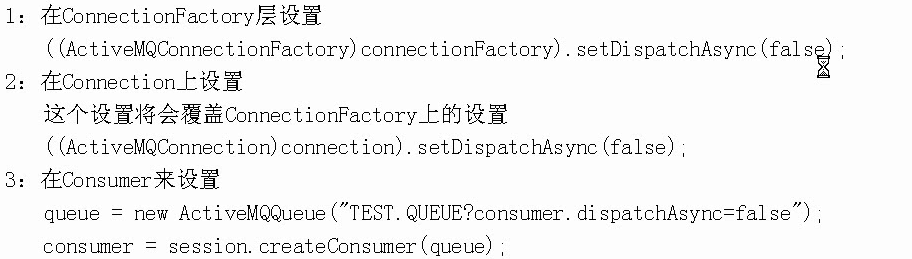 1：在ConnectionFactory层设置
((ActiveMQConnectionFactory)connectionFactory).setDispatchAsync(false);
2：在Connection上设置
这个设置将会覆盖ConnectionFactory上的设置
((ActiveMQConnection)connection).setDispatchAsync(false);
3：在Consumer来设置
queue = new ActiveMQQueue("TEST.QUEUE?consumer.dispatchAsync=false");
consumer = session.createConsumer(queue);